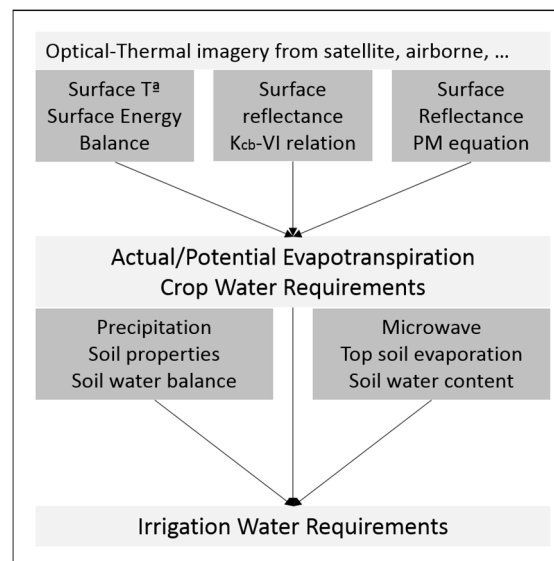 Optical-Thermal imagery from satellite, airborne, ...
Surface Tª
Surface Energy
Balance
Surface
reflectance
Kcb-VI relation
Surface
Reflectance
PM equation
Actual/Potential Evapotranspiration
Crop Water Requirements
Precipitation
Soil properties
Soil water balance
Microwave
Top soil evaporation
Soil water content
Irrigation Water Requirements